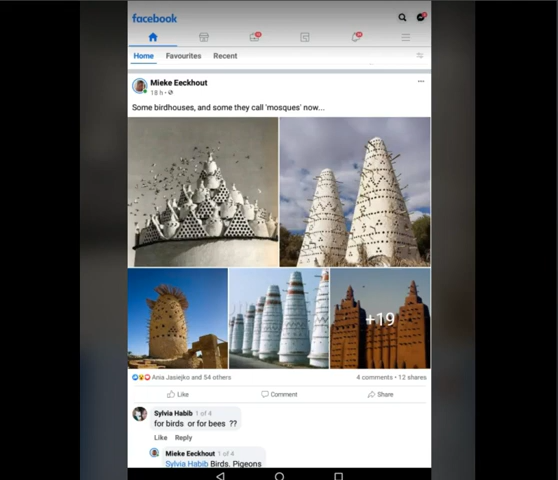 facebook
Home Favourites Recent
Mieke Eeckhout
18 h
Some birdhouses, and some they call 'mosques' now...
+19
Ania Jasiejko and 54 others
4 comments • 12 shares
Like Comment Share
Sylvia Habib 1 of 4
for birds or for bees ??
Like Reply
Mieke Eeckhout 1 of 4
Sylvia Habib Birds. Pigeons